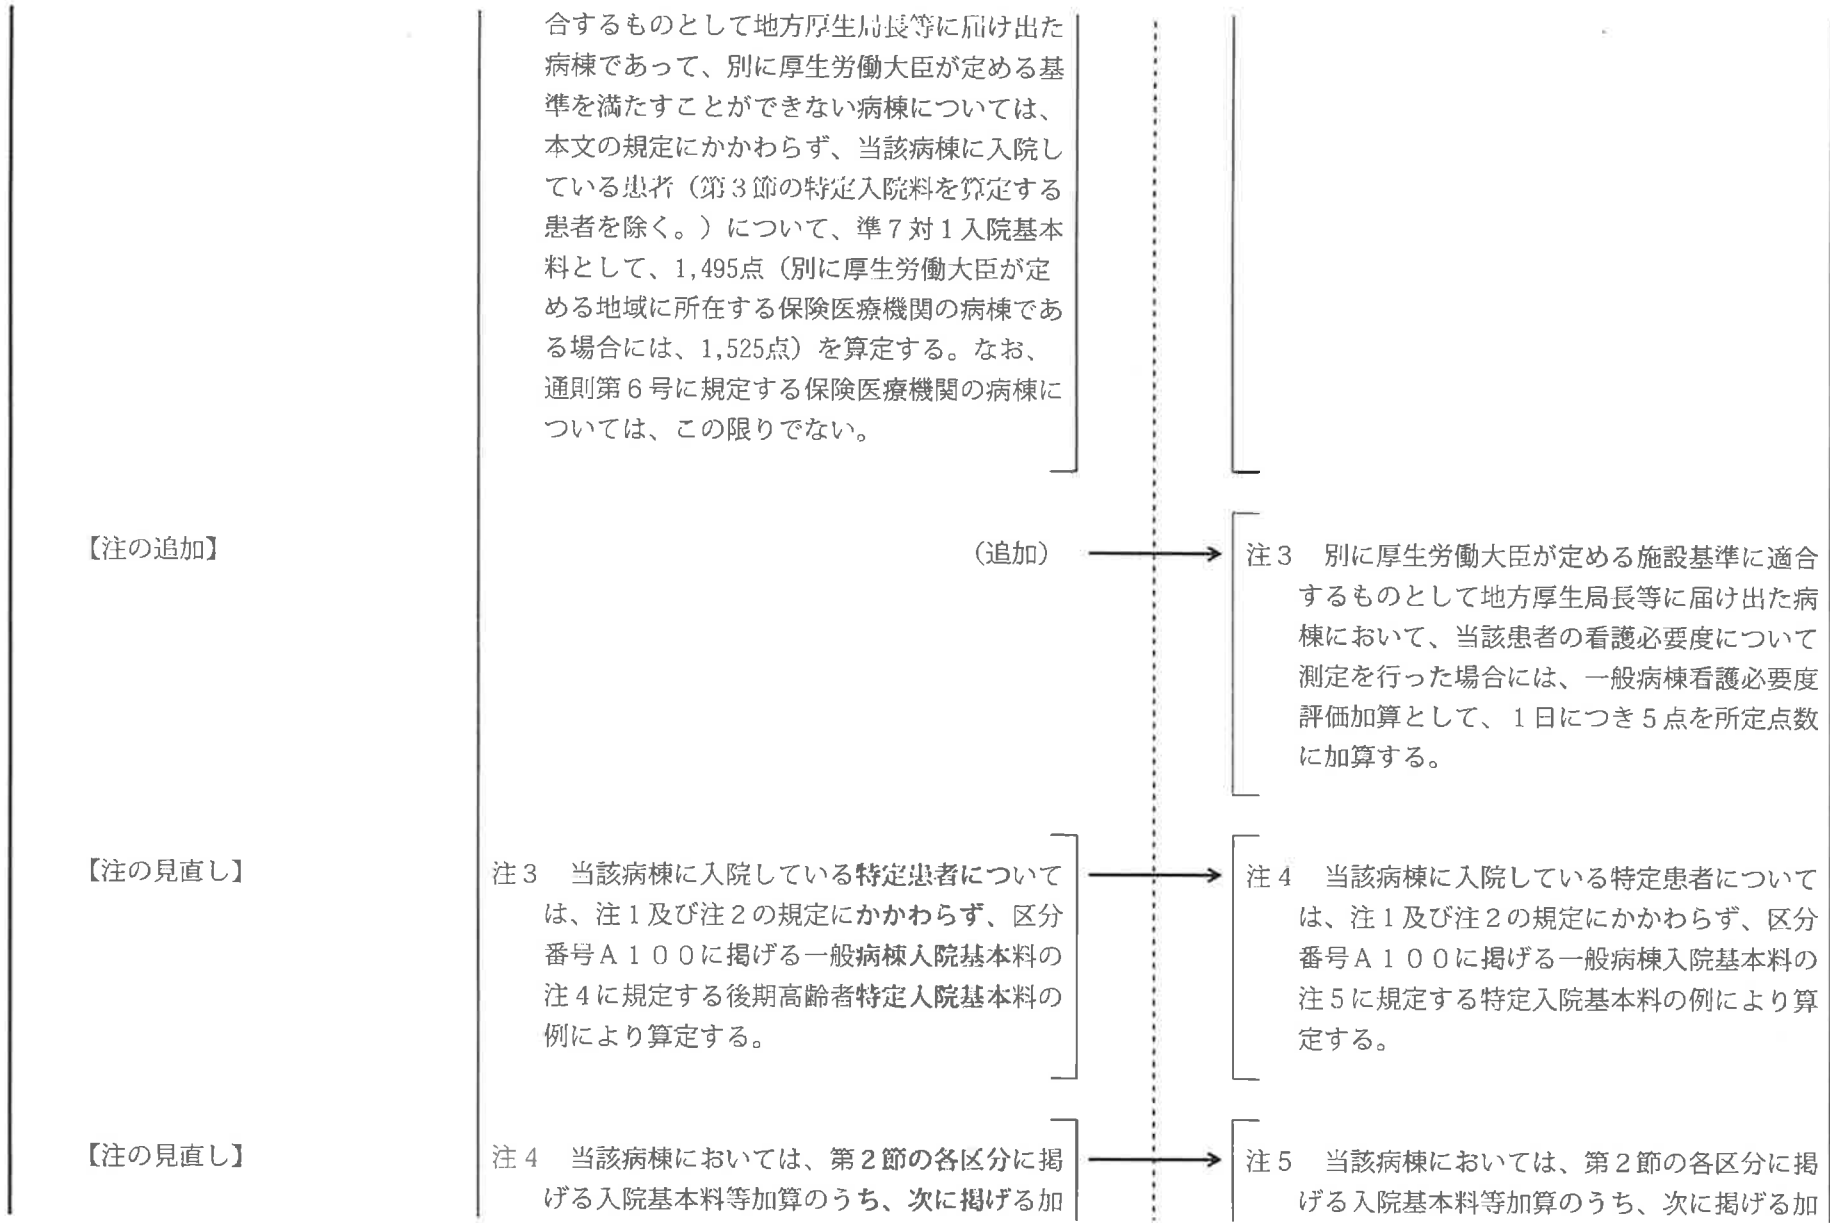 合するものとして地方厚生局長等に届け出た
病棟であって、別に厚生労働大臣が定める基
準を満たすことができない病棟については、
本文の規定にかかわらず、当該病棟に入院し
ている患者（第３節の特定入院料を算定する
患者を除く。）について、準７対１入院基本
料として、1,495点（別に厚生労働大臣が定
める地域に所在する保険医療機関の病棟であ
る場合には、1,525点）を算定する。なお、
通則第６号に規定する保険医療機関の病棟に
ついては、この限りでない。
【注の追加】
（追加）
注３　別に厚生労働大臣が定める施設基準に適合
するものとして地方厚生局長等に届け出た病
棟において、当該患者の看護必要度について
測定を行った場合には、一般病棟看護必要度
評価加算として、１日につき５点を所定点数
に加算する。
【注の見直し】
注３　当該病棟に入院している特定患者について
は、注１及び注２の規定にかかわらず、区分
番号Ａ１００に掲げる一般病棟入院基本料の
注４に規定する後期高齢者特定入院基本料の
例により算定する。
注４　当該病棟に入院している特定患者について
は、注１及び注２の規定にかかわらず、区分
番号Ａ１００に掲げる一般病棟入院基本料の
注５に規定する特定入院基本料の例により算
定する。
【注の見直し】
注４　当該病棟においては、第２節の各区分に掲
げる入院基本料等加算のうち、次に掲げる加
注５　当該病棟においては、第２節の各区分に掲
げる入院基本料等加算のうち、次に掲げる加